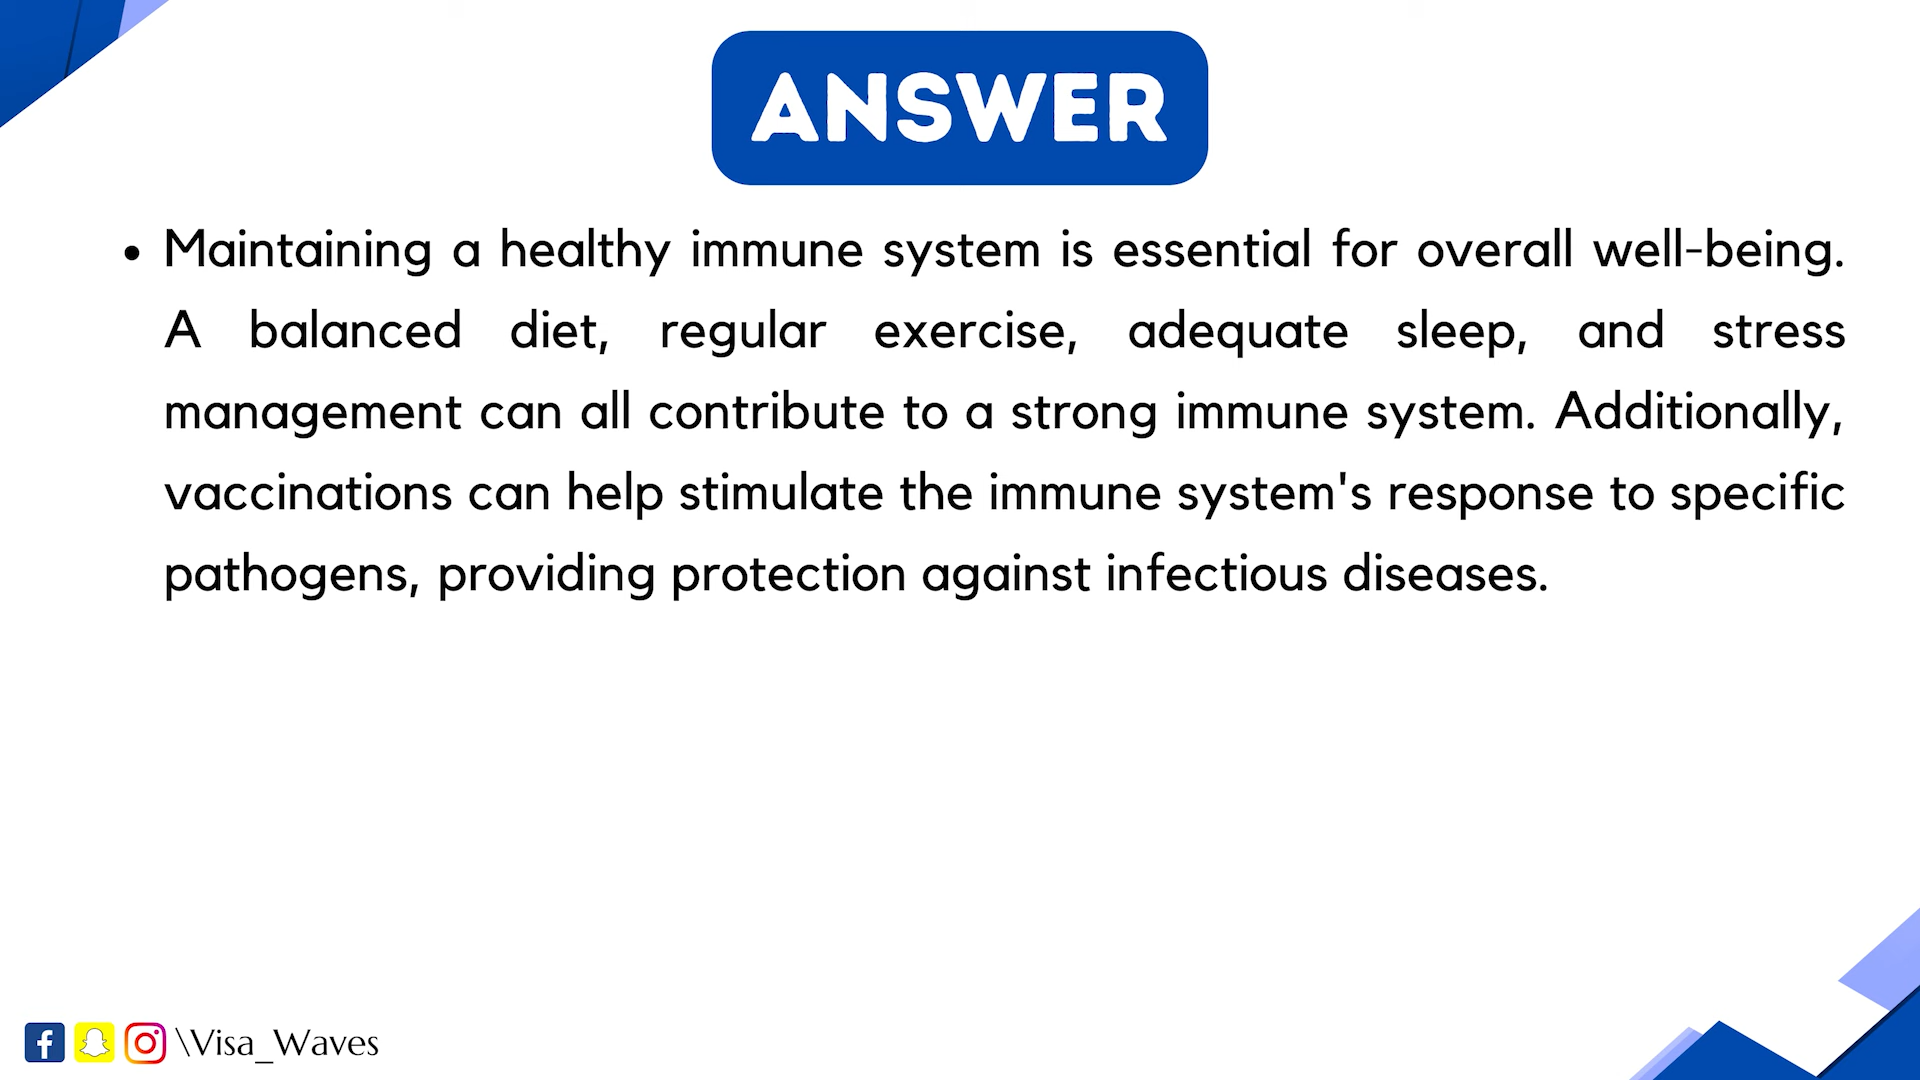 ANSWER
• Maintaining a healthy immune system is essential for overall well-being.
A balanced diet, regular exercise, adequate sleep, and stress
management can all contribute to a strong immune system. Additionally,
vaccinations can help stimulate the immune system's response to specific
pathogens, providing protection against infectious diseases.
\Visa_Waves